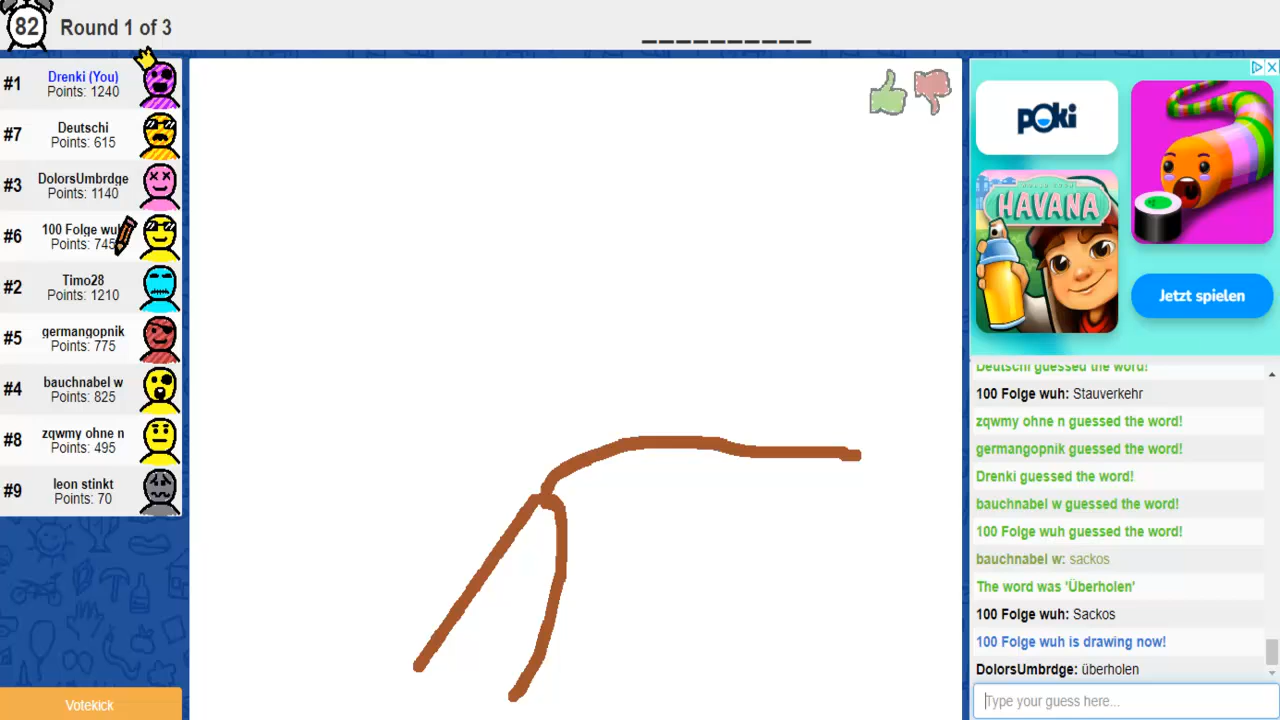 82
Round 1 of 3
__________
#1
Drenki (You)
Points: 1240
#7
Deutschi
Points: 615
#3
DolorsUmbrdge
Points: 1140
#6
100 Folge wu
Points: 745
#2
Timo28
Points: 1210
#5
germangopnik
Points: 775
#4
bauchnabel w
Points: 825
#8
zqwmy ohne n
Points: 495
#9
leon stinkt
Points: 70
Votekick
poki
HAVANA
Jetzt spielen
Deutschi guessed the word!
100 Folge wuh: Stauverkehr
zqwmy ohne n guessed the word!
germangopnik guessed the word!
Drenki guessed the word!
bauchnabel w guessed the word!
100 Folge wuh guessed the word!
bauchnabel w: sackos
The word was 'Überholen'
100 Folge wuh: Sackos
100 Folge wuh is drawing now!
DolorsUmbrdge: überholen
Type your guess here...